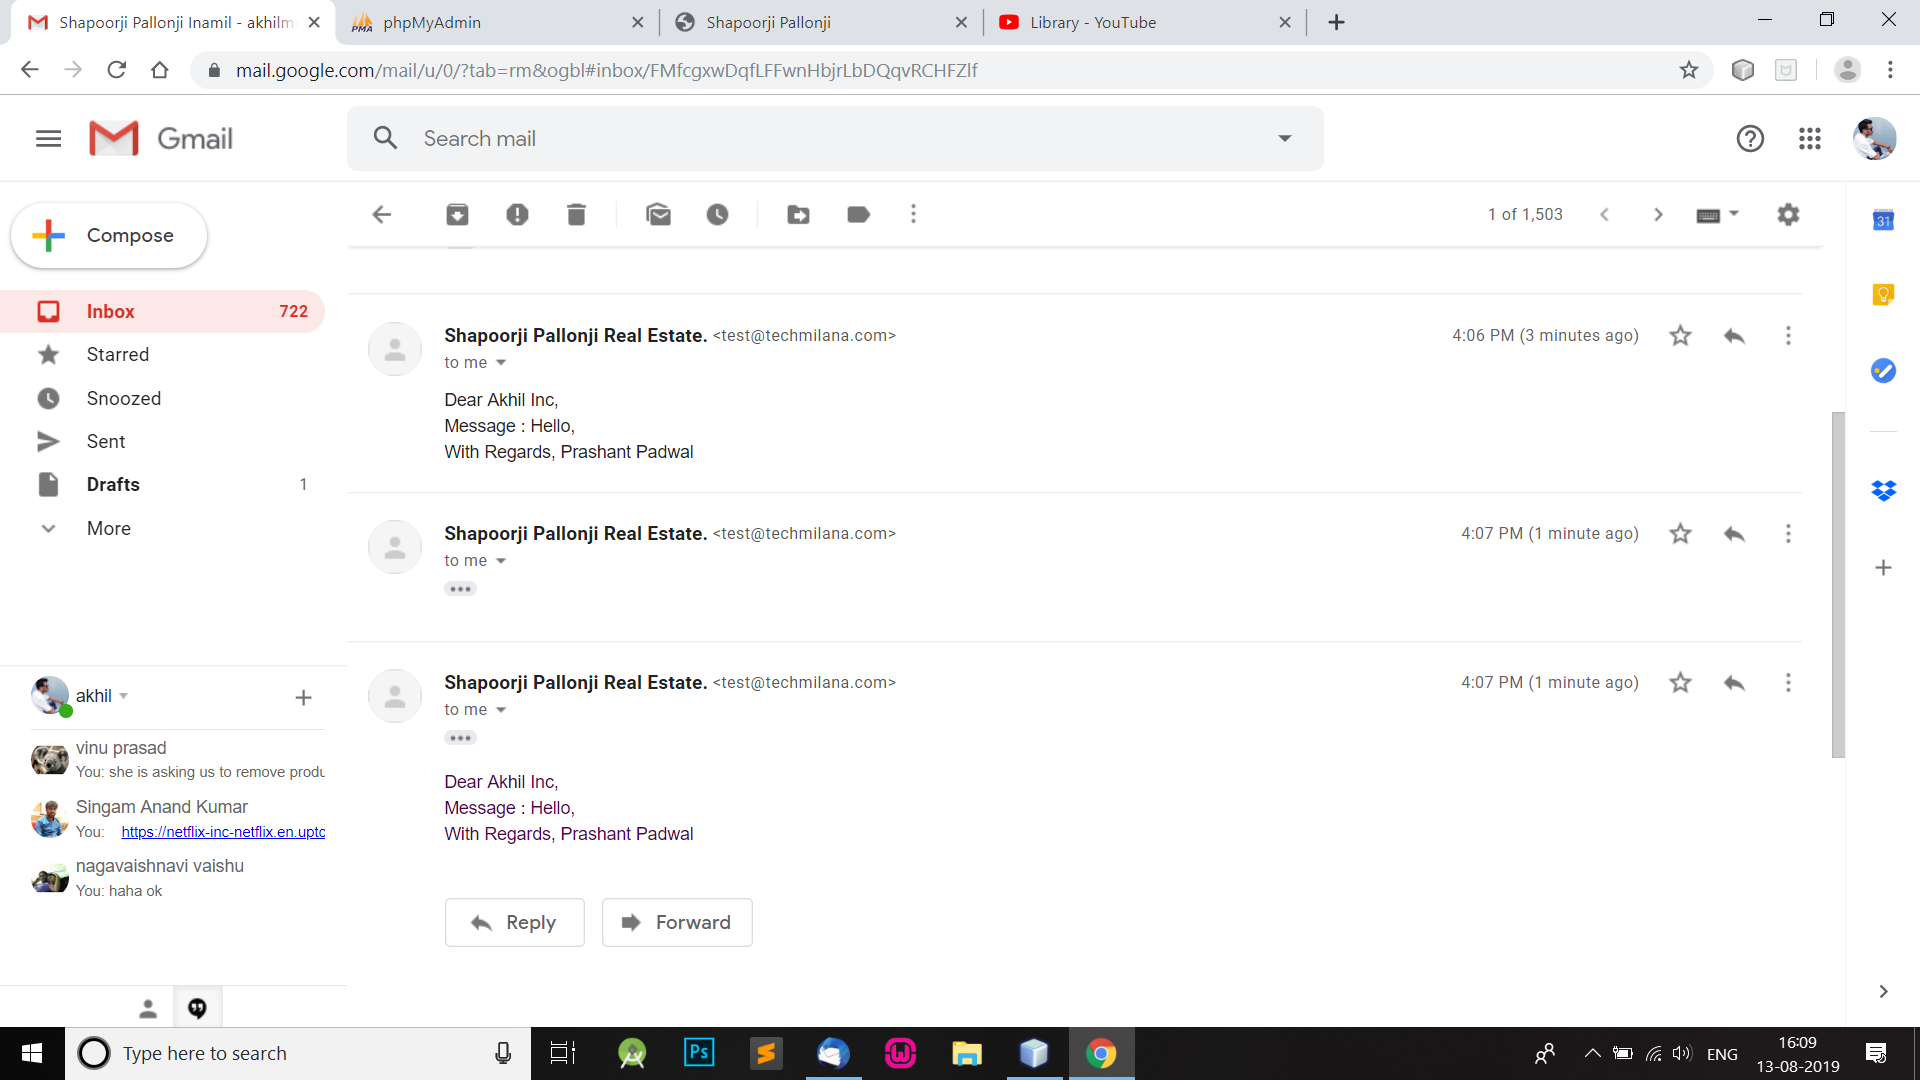 Shapoorji Pallonji Inamil - akhilm
phpMyAdmin
Shapoorji Pallonji
Library - YouTube
mail.google.com/mail/u/0/?tab=rm&ogbl#inbox/FMfcgxwDqfLFFwnHbjrLbDQqvRCHFZlf
Gmail
Search mail
Compose
1 of 1,503
31
Inbox 722
Starred
Snoozed
Sent
Drafts 1
More
Shapoorji Pallonji Real Estate. <test@techmilana.com> 4:06 PM (3 minutes ago)
to me
Dear Akhil Inc,
Message : Hello,
With Regards, Prashant Padwal
Shapoorji Pallonji Real Estate. <test@techmilana.com> 4:07 PM (1 minute ago)
to me
Shapoorji Pallonji Real Estate. <test@techmilana.com> 4:07 PM (1 minute ago)
to me
Dear Akhil Inc,
Message : Hello,
With Regards, Prashant Padwal
Reply
Forward
akhil
vinu prasad
You: she is asking us to remove produ
Singam Anand Kumar
You: https://netflix-inc-netflix.en.uptc
nagavaishnavi vaishu
You: haha ok
Type here to search
Ps
ENG
16:09
13-08-2019